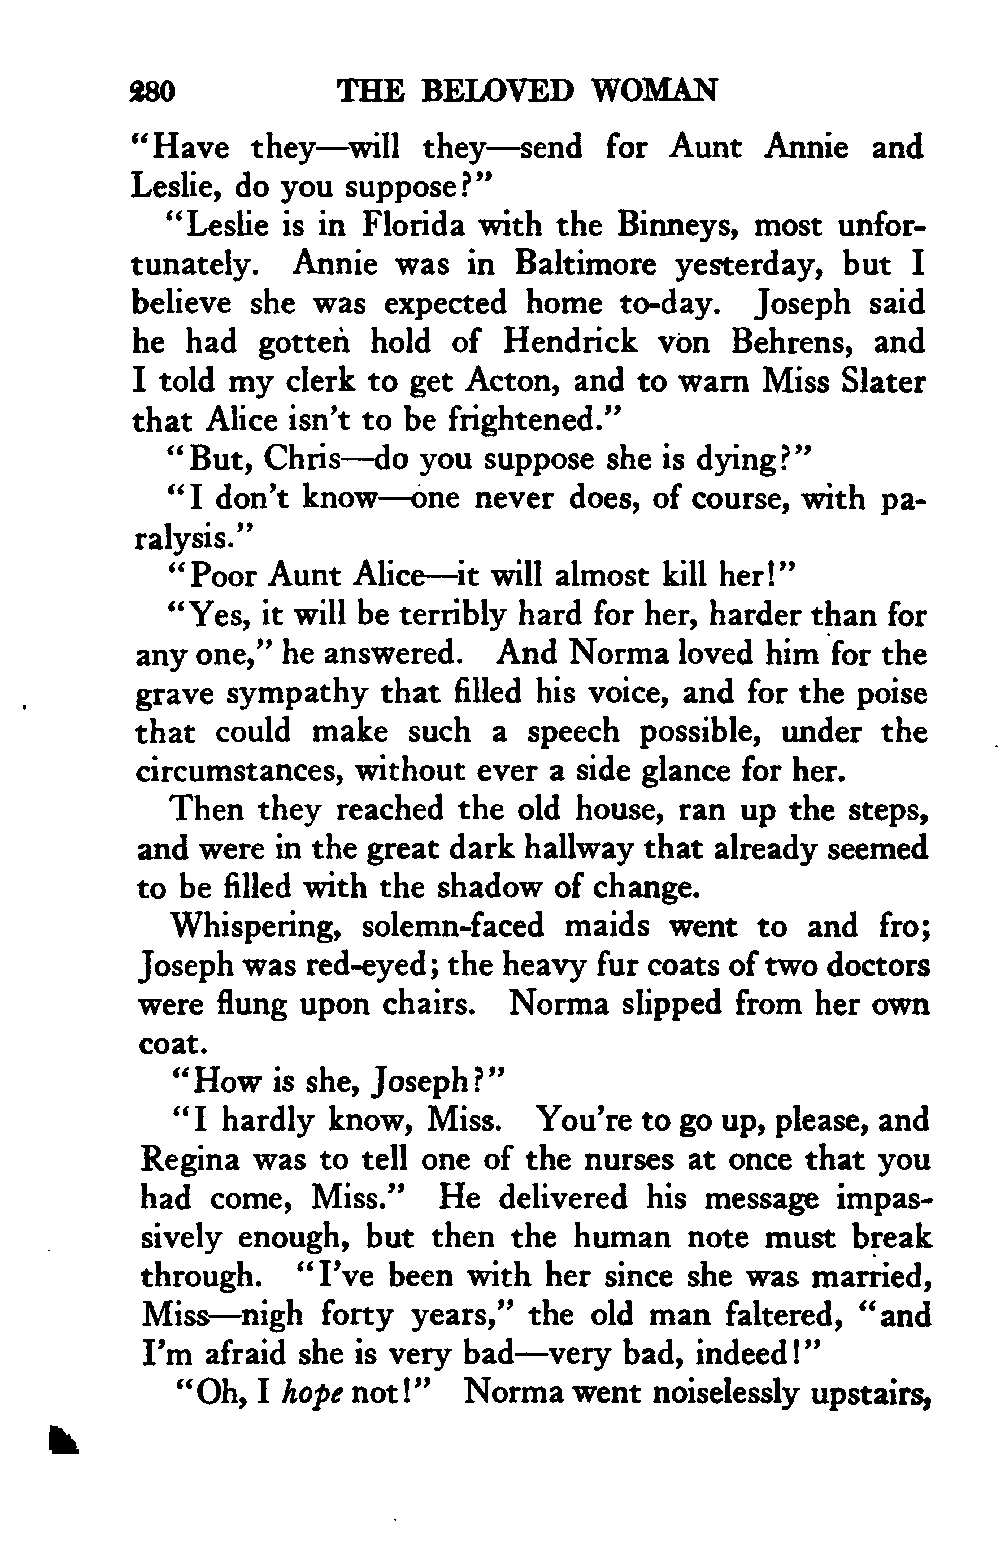 280 THE BELOVED WOMAN
“Have they—will they—send for Aunt Annie and
Leslie, do you suppose?”
“Leslie is in Florida with the Binneys, most unfor-
tunately. Annie was in Baltimore yesterday, but I
believe she was expected home to-day. Joseph said
he had gotten hold of Hendrick von Behrens, and
I told my clerk to get Acton, and to warn Miss Slater
that Alice isn’t to be frightened.”
“But, Chris—do you suppose she is dying?”
“I don’t know—one never does, of course, with pa-
ralysis.”
“Poor Aunt Alice—it will almost kill her!”
“Yes, it will be terribly hard for her, harder than for
any one,” he answered. And Norma loved him for the
grave sympathy that filled his voice, and for the poise
that could make such a speech possible, under the
circumstances, without ever a side glance for her.
Then they reached the old house, ran up the steps,
and were in the great dark hallway that already seemed
to be filled with the shadow of change.
Whispering, solemn-faced maids went to and fro;
Joseph was red-eyed; the heavy fur coats of two doctors
were flung upon chairs. Norma slipped from her own
coat.
“How is she, Joseph?”
“I hardly know, Miss. You’re to go up, please, and
Regina was to tell one of the nurses at once that you
had come, Miss.” He delivered his message impas-
sively enough, but then the human note must break
through. “I’ve been with her since she was married,
Miss—nigh forty years,” the old man faltered, “and
I’m afraid she is very bad—very bad, indeed!”
“Oh, I hope not!” Norma went noiselessly upstairs,